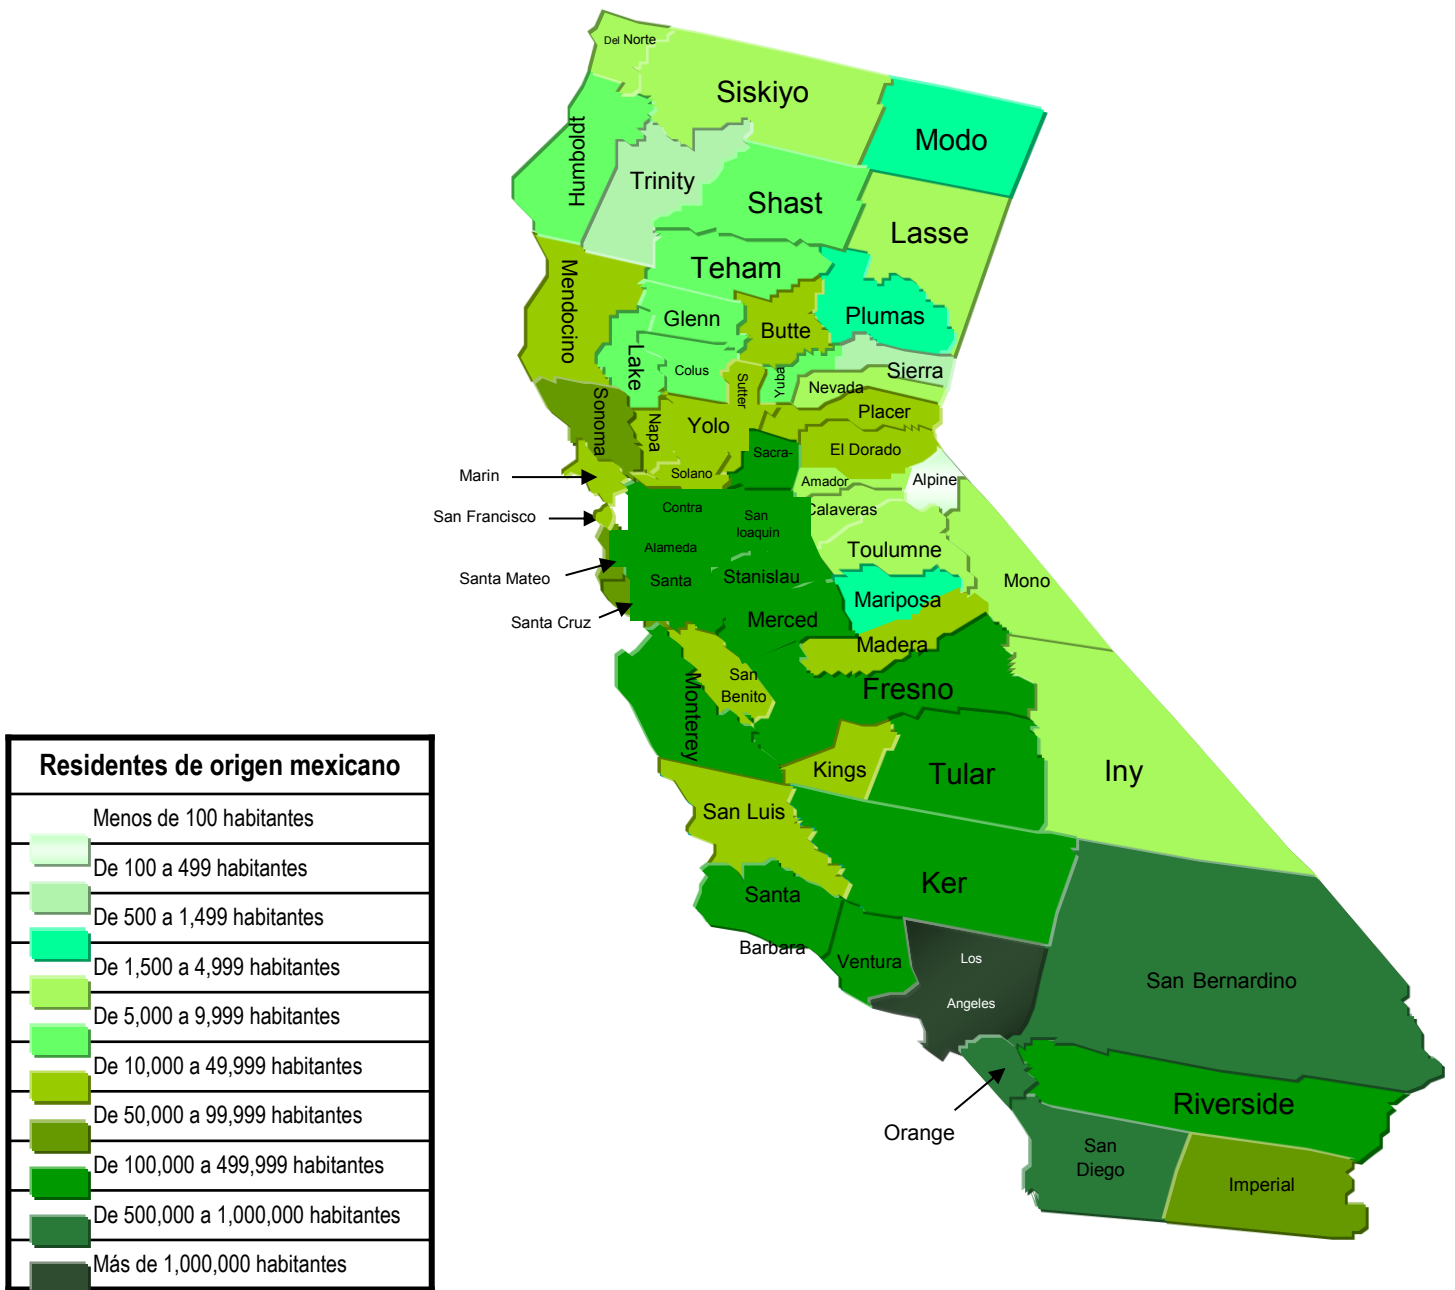 Del Norte
Siskiyo
Modo
Humqoldt
Trinity
Shast
Lasse
Teham
Mendocino
Glenn
Butte
Plumas
Lake
Colus
Sutter
Yuba
Sierra
Nevada
Sonoma
Napa
Yolo
Placer
El Dorado
Sacra-
Marin
Solano
Amador
Alpine
San Francisco
Contra
San
Ioaquin
Calaveras
Alameda
Toulumne
Santa Mateo
Santa
Stanislau
Mono
Mariposa
Santa Cruz
Merced
Madera
Monterey
San
Benito
Fresno
Kings
Tular
Iny
San Luis
Ker
Santa
Barbara
Ventura
Los
Angeles
San Bernardino
Riverside
Orange
San
Diego
Imperial
Residentes de origen mexicano
Menos de 100 habitantes
De 100 a 499 habitantes
De 500 a 1,499 habitantes
De 1,500 a 4,999 habitantes
De 5,000 a 9,999 habitantes
De 10,000 a 49,999 habitantes
De 50,000 a 99,999 habitantes
De 100,000 a 499,999 habitantes
De 500,000 a 1,000,000 habitantes
Más de 1,000,000 habitantes